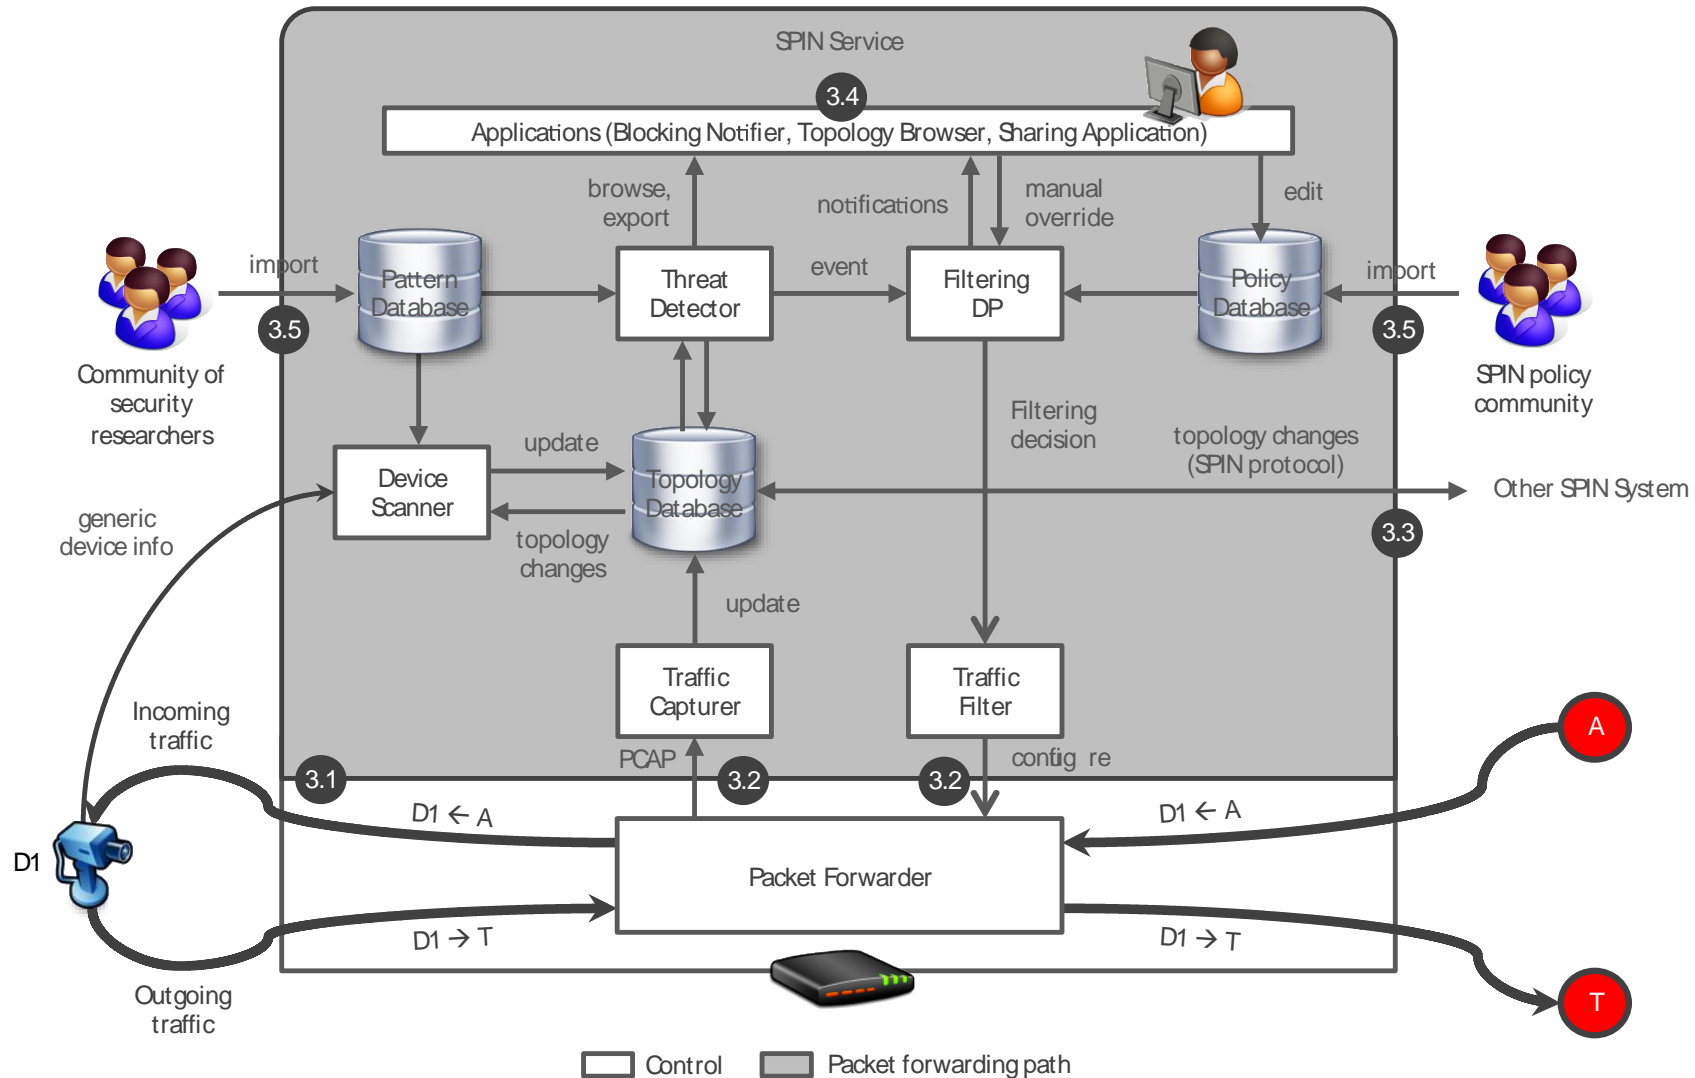 SPIN Service
3.4
Applications (Blocking Notifier, Topology Browser, Sharing Application)
browse,
export
notifications
manual
override
edit
import
Pattern
Database
Threat
Detector
event
Filtering
DP
Policy
Database
import
3.5
3.5
Community of
security
researchers
SPIN policy
community
Filtering
decision
topology changes
(SPIN protocol)
update
Device
Scanner
Topology
Database
Other SPIN System
generic
device info
topology
changes
3.3
update
Traffic
Capturer
Traffic
Filter
Incoming
traffic
A
PCAP
config re
3.1
3.2
3.2
D1 ← A
D1 ← A
D1
Packet Forwarder
D1 → T
D1 → T
Outgoing
traffic
T
Control
Packet forwarding path